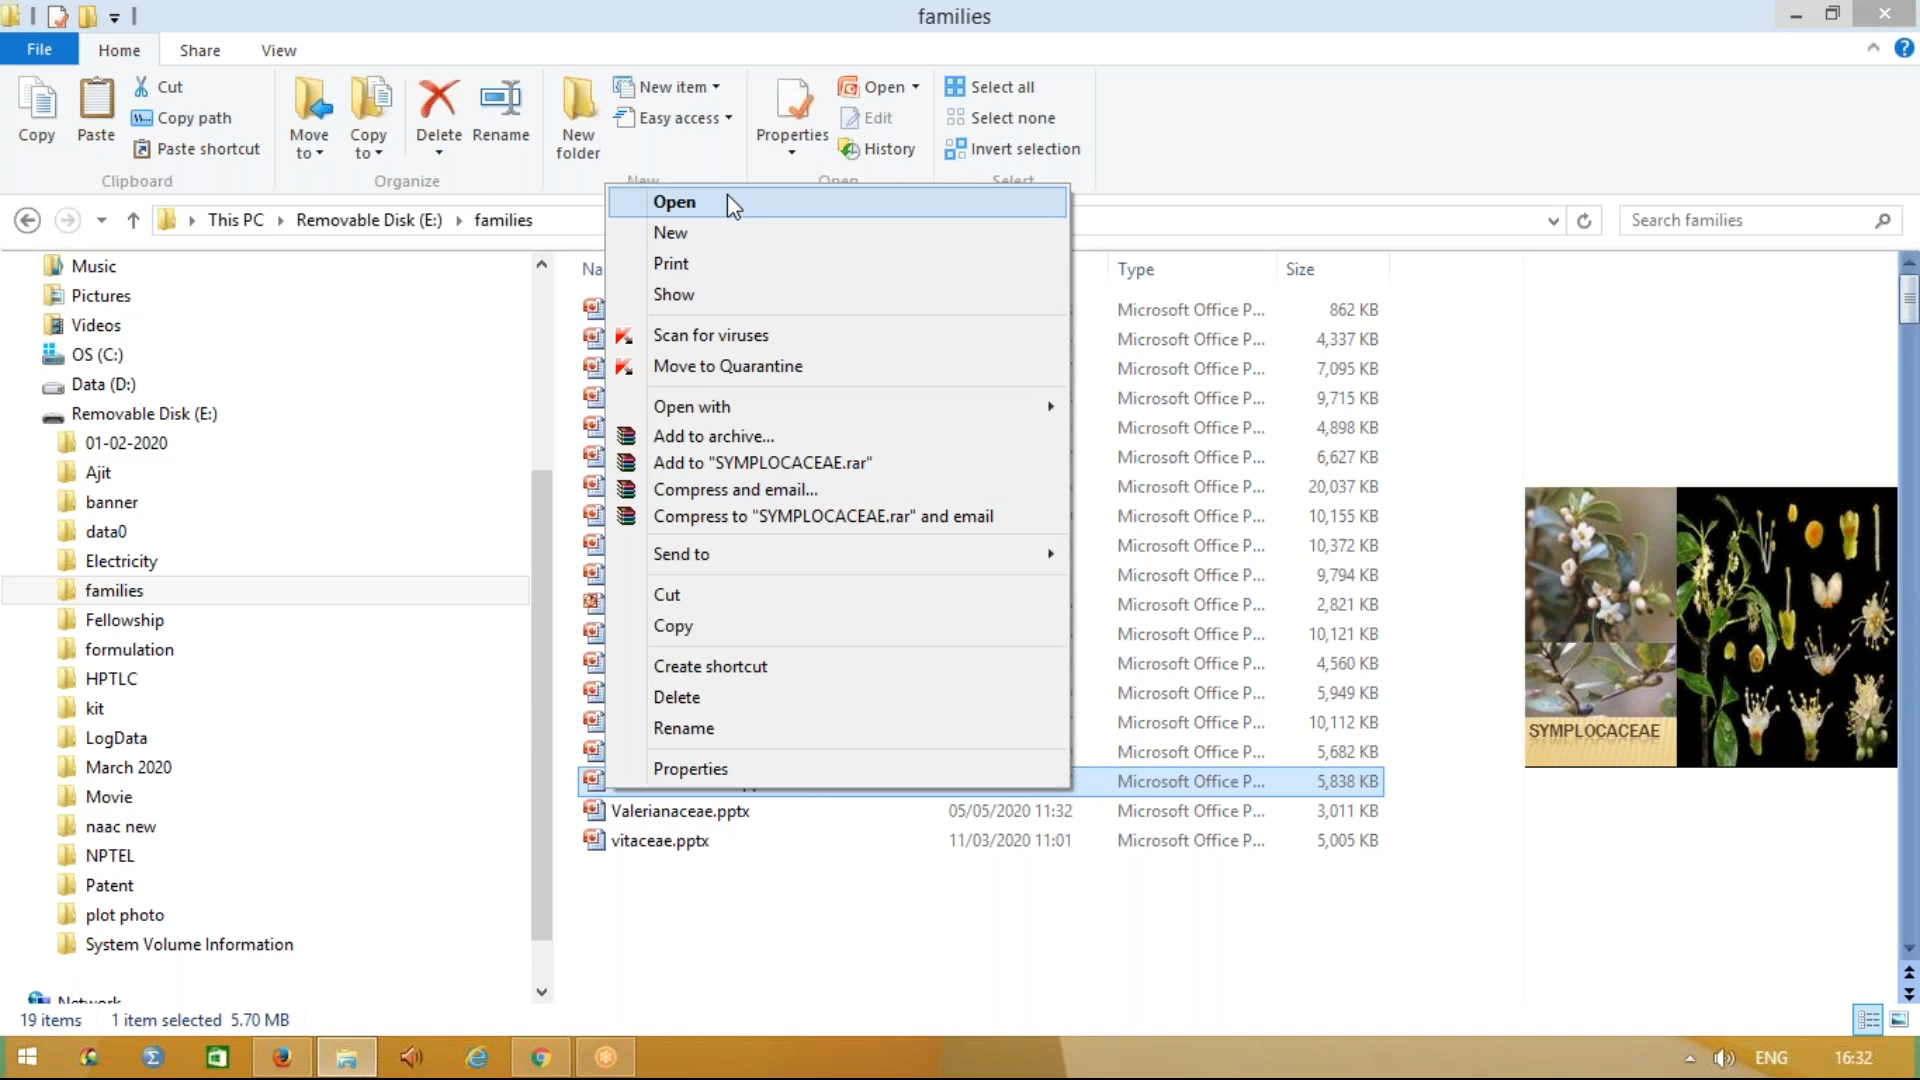 families
File Home Share View
Copy
Paste
Cut
Copy path
Paste shortcut
Clipboard
Move to
Copy to
Delete
Rename
Organize
New folder
New item
Easy access
New
Properties
Open
Edit
History
Open
Select all
Select none
Invert selection
Select
This PC Removable Disk (E:) families
Search families
Music
Pictures
Videos
OS (C:)
Data (D:)
Removable Disk (E:)
01-02-2020
Ajit
banner
data0
Electricity
families
Fellowship
formulation
HPTLC
kit
LogData
March 2020
Movie
naac new
NPTEL
Patent
plot photo
System Volume Information
Network
Na Type Size
Microsoft Office P... 862 KB
Microsoft Office P... 4,337 KB
Microsoft Office P... 7,095 KB
Microsoft Office P... 9,715 KB
Microsoft Office P... 4,898 KB
Microsoft Office P... 6,627 KB
Microsoft Office P... 20,037 KB
Microsoft Office P... 10,155 KB
Microsoft Office P... 10,372 KB
Microsoft Office P... 9,794 KB
Microsoft Office P... 2,821 KB
Microsoft Office P... 10,121 KB
Microsoft Office P... 4,560 KB
Microsoft Office P... 5,949 KB
Microsoft Office P... 10,112 KB
Microsoft Office P... 5,682 KB
Microsoft Office P... 5,838 KB
Valerianaceae.pptx 05/05/2020 11:32 Microsoft Office P... 3,011 KB
vitaceae.pptx 11/03/2020 11:01 Microsoft Office P... 5,005 KB
Open
New
Print
Show
Scan for viruses
Move to Quarantine
Open with
Add to archive...
Add to "SYMPLOCACEAE.rar"
Compress and email...
Compress to "SYMPLOCACEAE.rar" and email
Send to
Cut
Copy
Create shortcut
Delete
Rename
Properties
SYMPLOCACEAE
19 items 1 item selected 5.70 MB
ENG 16:32